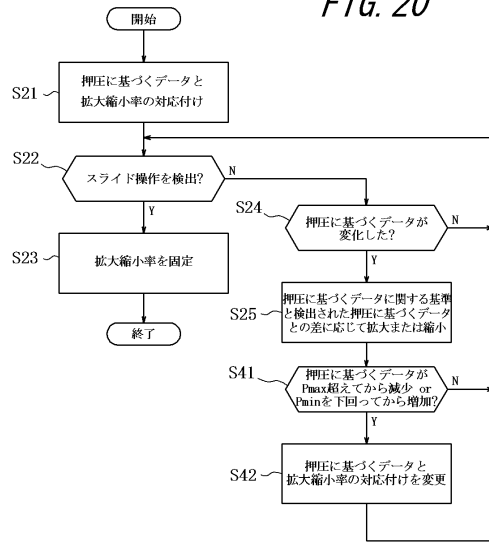 FIG. 20
開始
S21
押圧に基づくデータと
拡大縮小率の対応付け
S22
スライド操作を検出?
N
Y
S23
拡大縮小率を固定
終了
S24
押圧に基づくデータが
変化した?
N
Y
S25
押圧に基づくデータに関する基準
と検出された押圧に基づくデータ
との差に応じて拡大または縮小
S41
押圧に基づくデータが
Pmax超えてから減少 or
Pminを下回ってから増加?
N
Y
S42
押圧に基づくデータと
拡大縮小率の対応付けを変更